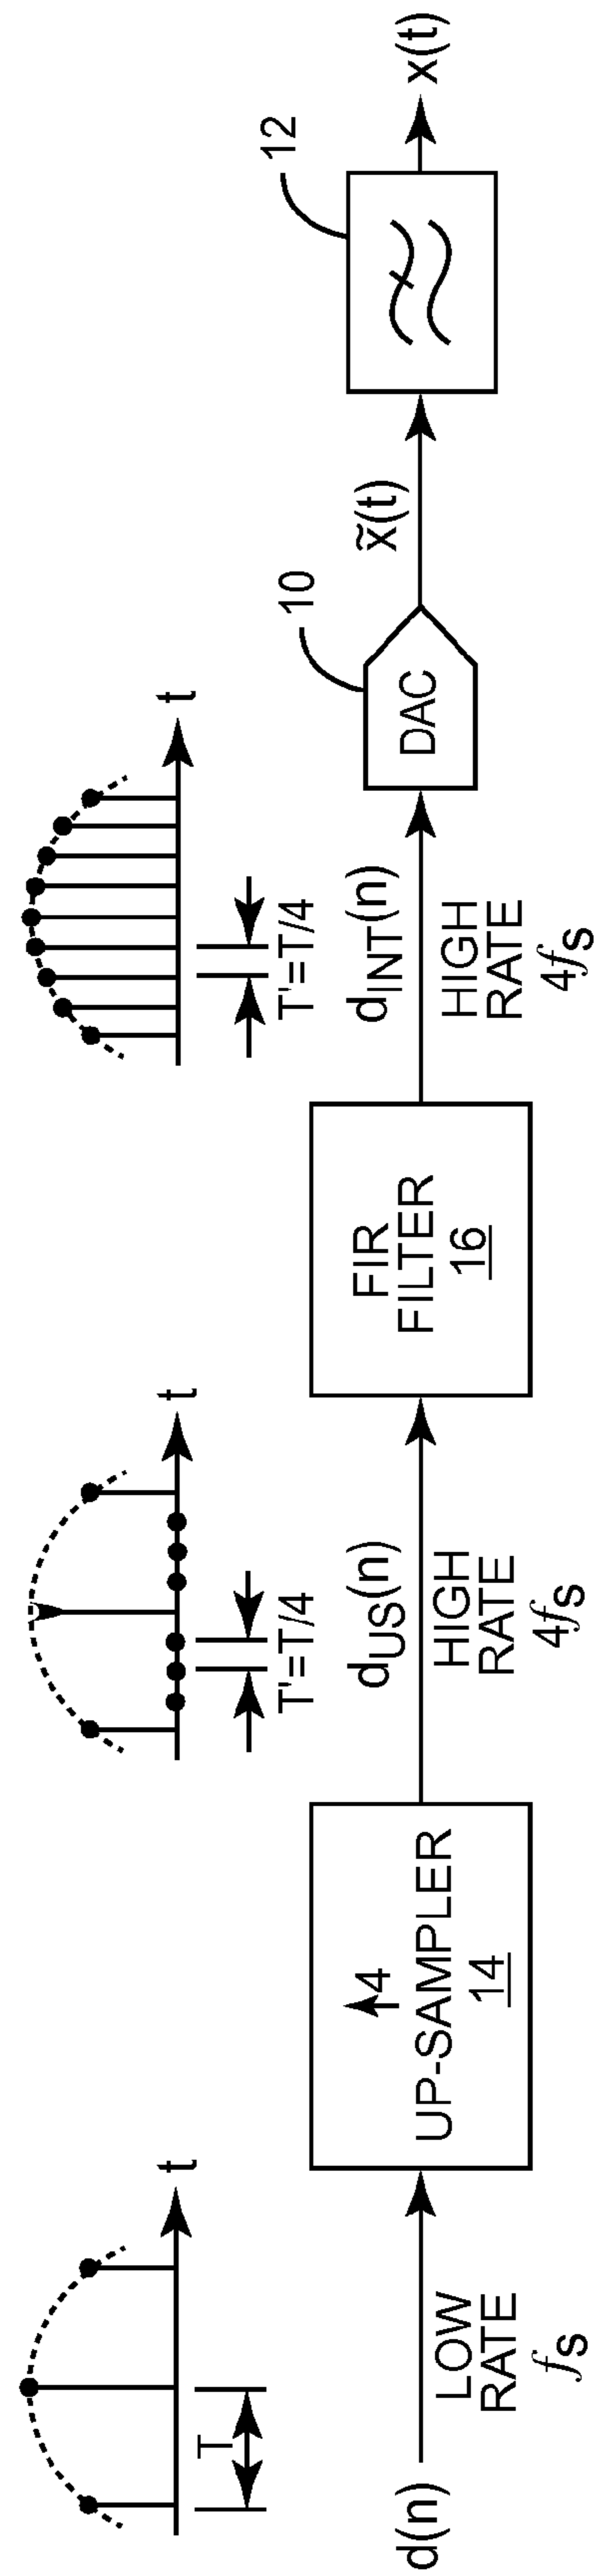 T
t
T'=T/4
t
T'=T/4
t
d(n)
LOW
RATE
fS
4
UP-SAMPLER
14
dUS(n)
HIGH
RATE
4fS
FIR
FILTER
16
dINT(n)
HIGH
RATE
4fS
DAC
10
x̃(t)
12
x(t)